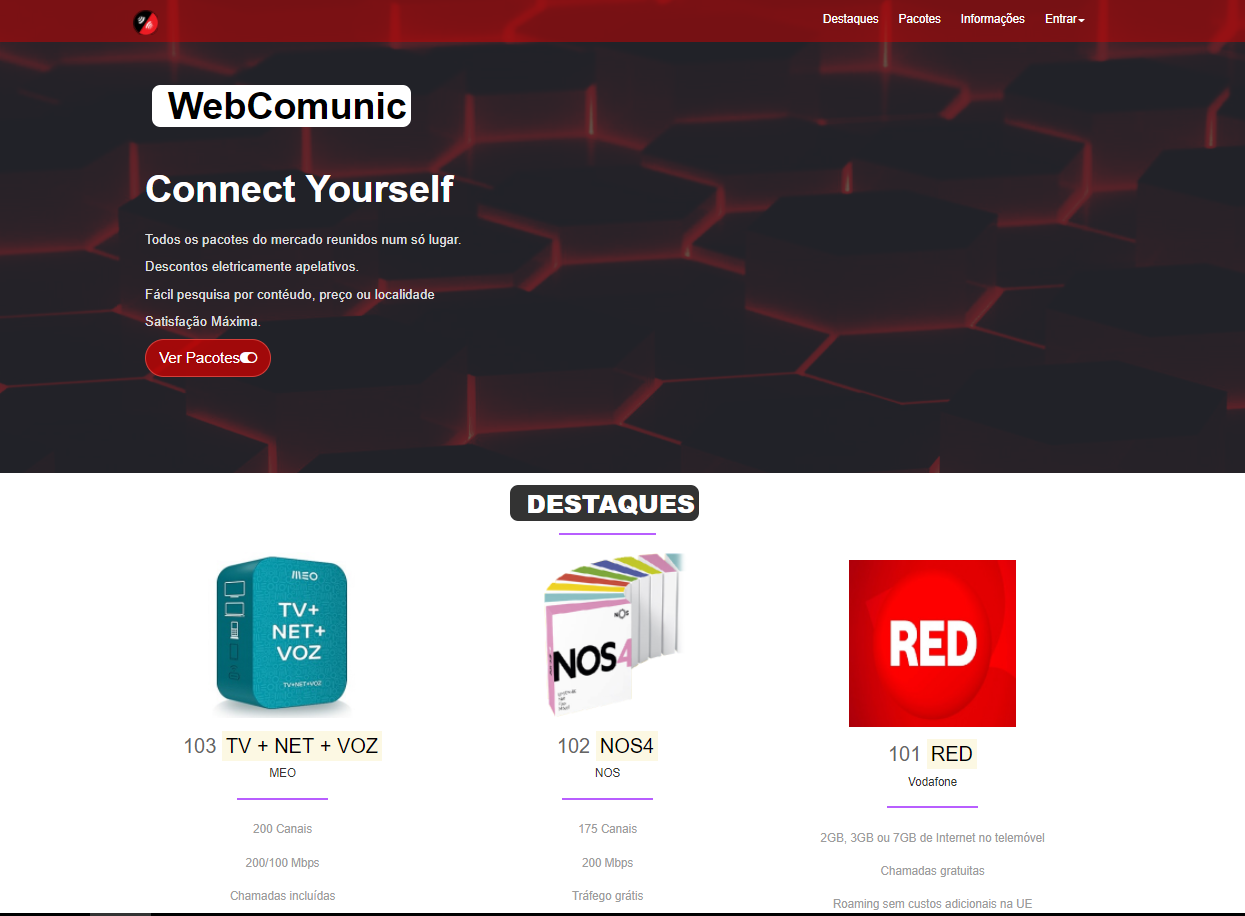 Destaques Pacotes Informações Entrar
WebComunic
Connect Yourself
Todos os pacotes do mercado reunidos num só lugar.
Descontos eletricamente apelativos.
Fácil pesquisa por contéudo, preço ou localidade
Satisfação Máxima.
Ver Pacotes
DESTAQUES
MEO
TV+
NET+
VOZ
TV+NET+VOZ
NOS
NOS4
RED
103 TV + NET + VOZ
MEO
200 Canais
200/100 Mbps
Chamadas incluídas
102 NOS4
NOS
175 Canais
200 Mbps
Tráfego grátis
101 RED
Vodafone
2GB, 3GB ou 7GB de Internet no telemóvel
Chamadas gratuitas
Roaming sem custos adicionais na UE